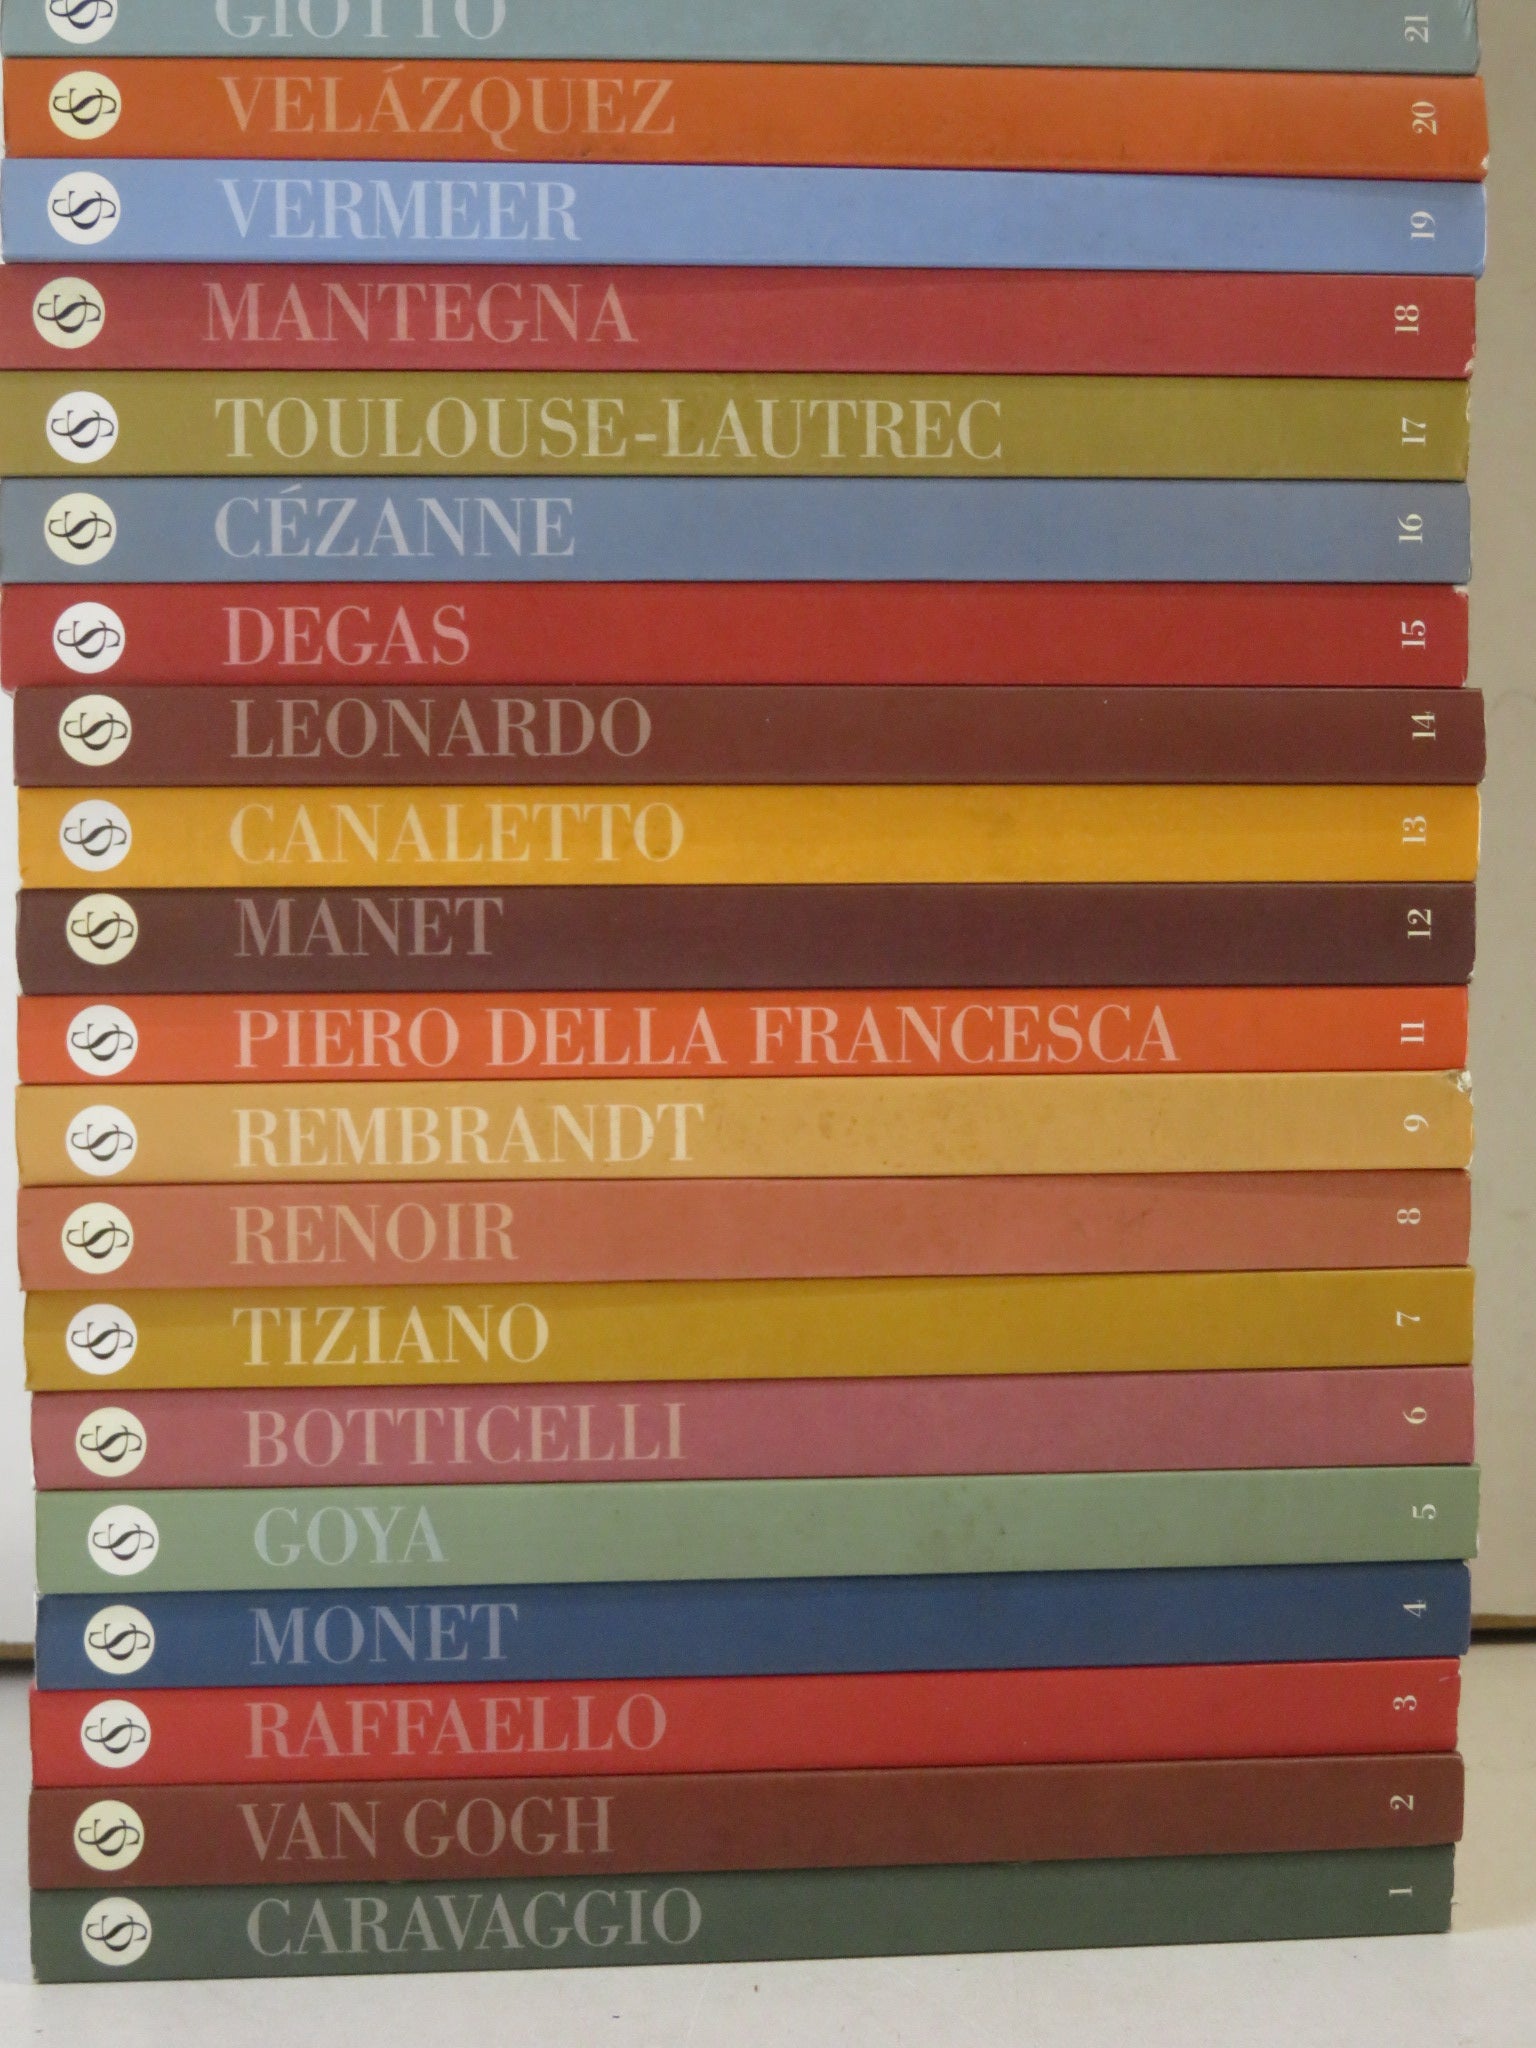 GIOTTO 21
VELÁZQUEZ 20
VERMEER 19
MANTEGNA 18
TOULOUSE-LAUTREC 17
CÉZANNE 16
DEGAS 15
LEONARDO 14
CANALETTO 13
MANET 12
PIERO DELLA FRANCESCA 11
REMBRANDT 9
RENOIR 8
TIZIANO 7
BOTTICELLI 6
GOYA 5
MONET 4
RAFFAELLO 3
VAN GOGH 2
CARAVAGGIO 1